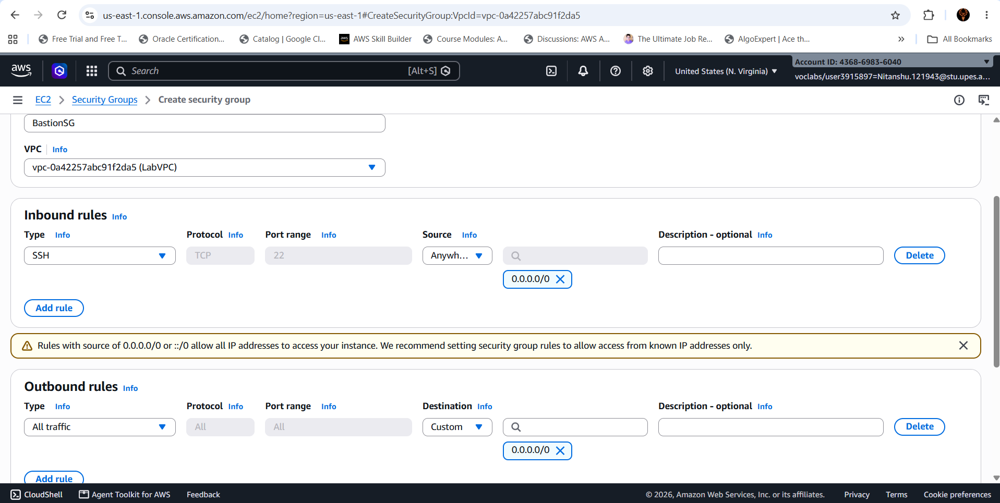 us-east-1.console.aws.amazon.com/ec2/home?region=us-east-1#CreateSecurityGroup:VpcId=vpc-0a42257abc91f2da5
Free Trial and Free T... Oracle Certification... Catalog | Google Cl... aws AWS Skill Builder Course Modules: A... Discussions: AWS A... The Ultimate Job Re... AlgoExpert | Ace th... » All Bookmarks
aws Search [Alt+S] United States (N. Virginia) Account ID: 4368-6983-6040
voclabs/user3915897=Nitanshu.121943@stu.upes.a...
EC2 Security Groups Create security group
BastionSG
VPC Info
vpc-0a42257abc91f2da5 (LabVPC)
Inbound rules Info
Type Info Protocol Info Port range Info Source Info Description - optional Info
SSH TCP 22 Anywh... Delete
0.0.0.0/0
Add rule
Rules with source of 0.0.0.0/0 or ::/0 allow all IP addresses to access your instance. We recommend setting security group rules to allow access from known IP addresses only.
Outbound rules Info
Type Info Protocol Info Port range Info Destination Info Description - optional Info
All traffic All All Custom Delete
0.0.0.0/0
Add rule
CloudShell Agent Toolkit for AWS Feedback © 2026, Amazon Web Services, Inc. or its affiliates. Privacy Terms Cookie preferences